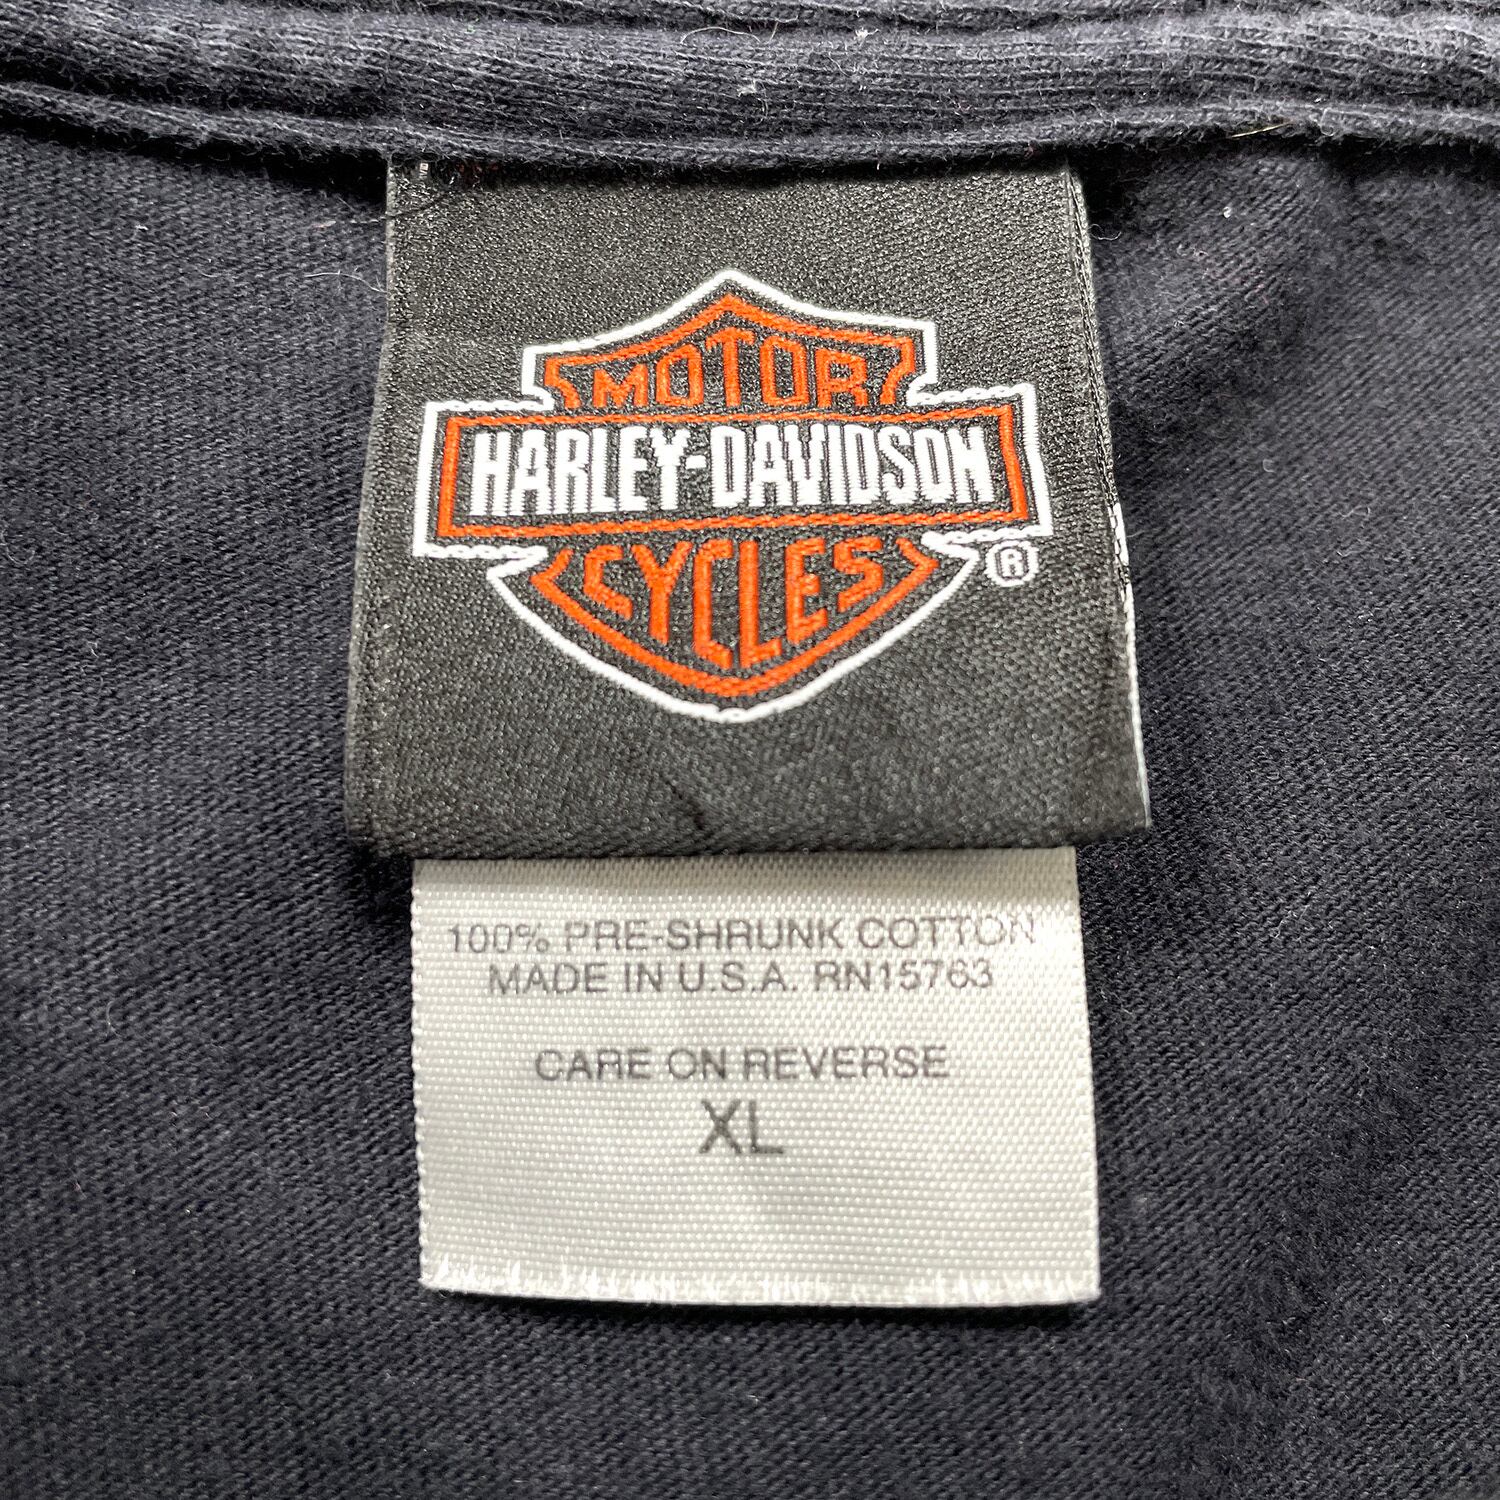 MOTOR
HARLEY-DAVIDSON
CYCLES
®
100% PRE-SHRUNK COTTON
MADE IN U.S.A. RN15763
CARE ON REVERSE
XL